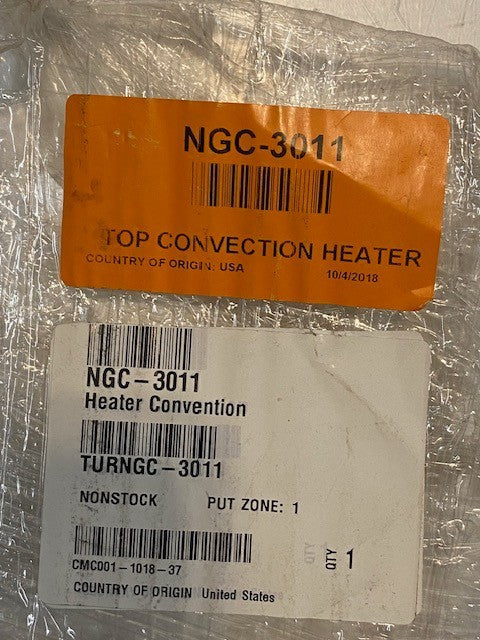 NGC-3011
TOP CONVECTION HEATER
COUNTRY OF ORIGIN: USA 10/4/2018
NGC-3011
Heater Convention
TURNGC-3011
NONSTOCK PUT ZONE: 1
QTY QTY 1
CMC001-1018-37
COUNTRY OF ORIGIN United States